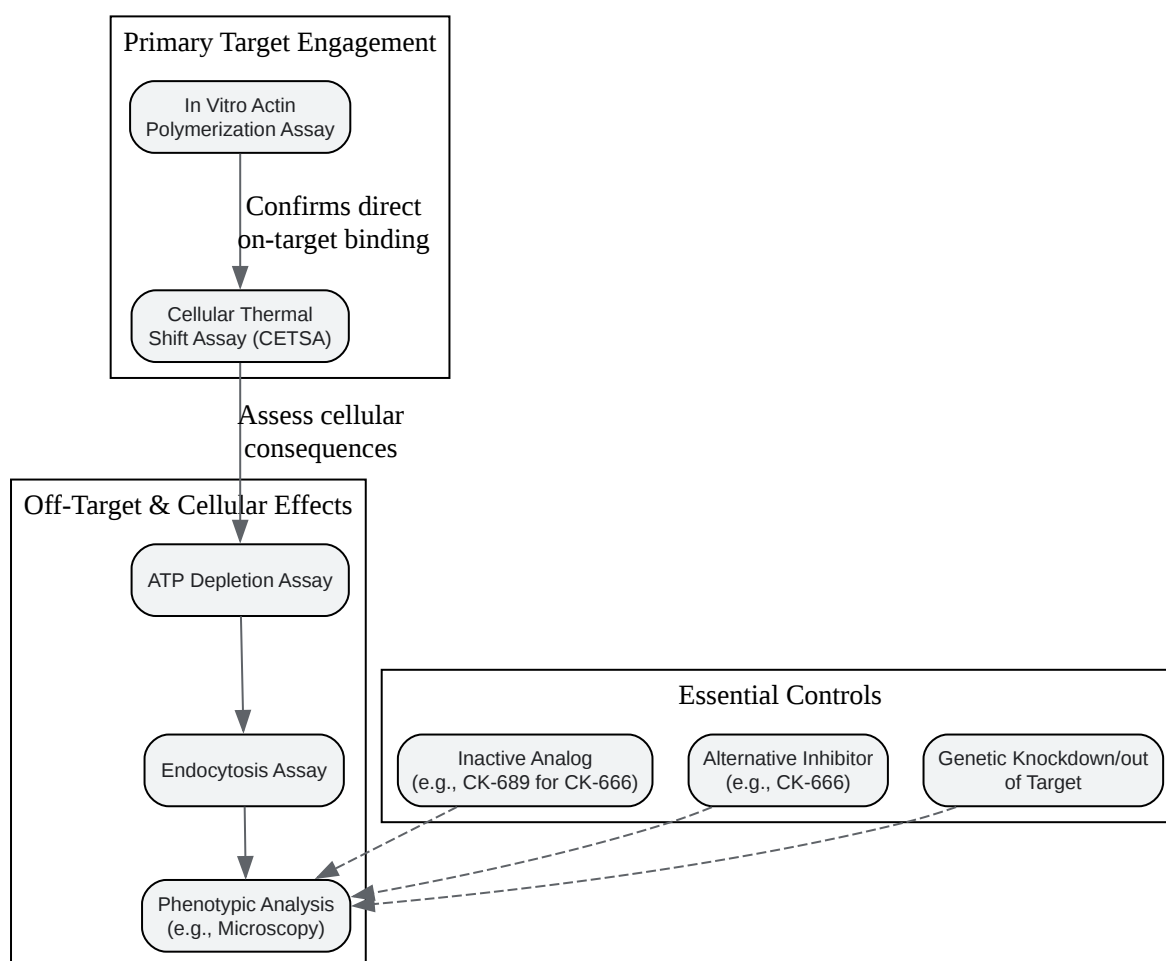 Primary Target Engagement
In Vitro Actin
Polymerization Assay
Confirms direct
on-target binding
Cellular Thermal
Shift Assay (CETSA)
Assess cellular
consequences
Off-Target & Cellular Effects
ATP Depletion Assay
Essential Controls
Endocytosis Assay
Inactive Analog
(e.g., CK-689 for CK-666)
Alternative Inhibitor
(e.g., CK-666)
Genetic Knockdown/out
of Target
Phenotypic Analysis
(e.g., Microscopy)